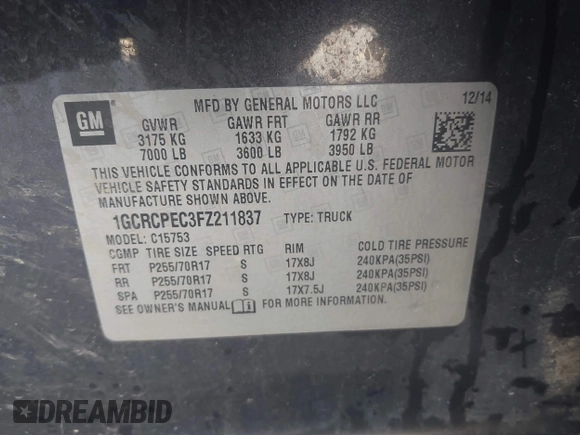 GM
MFD BY GENERAL MOTORS LLC
12/14
GVWR GAWR FRT GAWR RR
3175 KG 1633 KG 1792 KG
7000 LB 3600 LB 3950 LB
THIS VEHICLE CONFORMS TO ALL APPLICABLE U.S. FEDERAL MOTOR
VEHICLE SAFETY STANDARDS IN EFFECT ON THE DATE OF
MANUFACTURE SHOWN ABOVE.
1GCRCPEC3FZ211837 TYPE: TRUCK
MODEL: C15753
CGMP TIRE SIZE SPEED RTG RIM COLD TIRE PRESSURE
FRT P255/70R17 S 17X8J 240KPA(35PSI)
RR P255/70R17 S 17X8J 240KPA(35PSI)
SPA P255/70R17 S 17X7.5J 240KPA(35PSI)
SEE OWNER'S MANUAL FOR MORE INFORMATION
DREAMBID